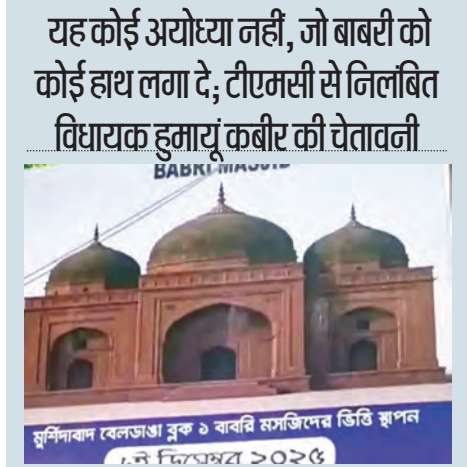 यह कोई अयोध्या नहीं, जो बाबरी को
कोई हाथ लगा दे; टीएमसी से निलंबित
विधायक हुमायूं कबीर की चेतावनी
BABRI MASJID
মুর্শিদাবাদ বেলডাঙা ব্লক ১ বাবরি মসজিদের ভিত্তি স্থাপন
৬ই ডিসেম্বর ২০২৫